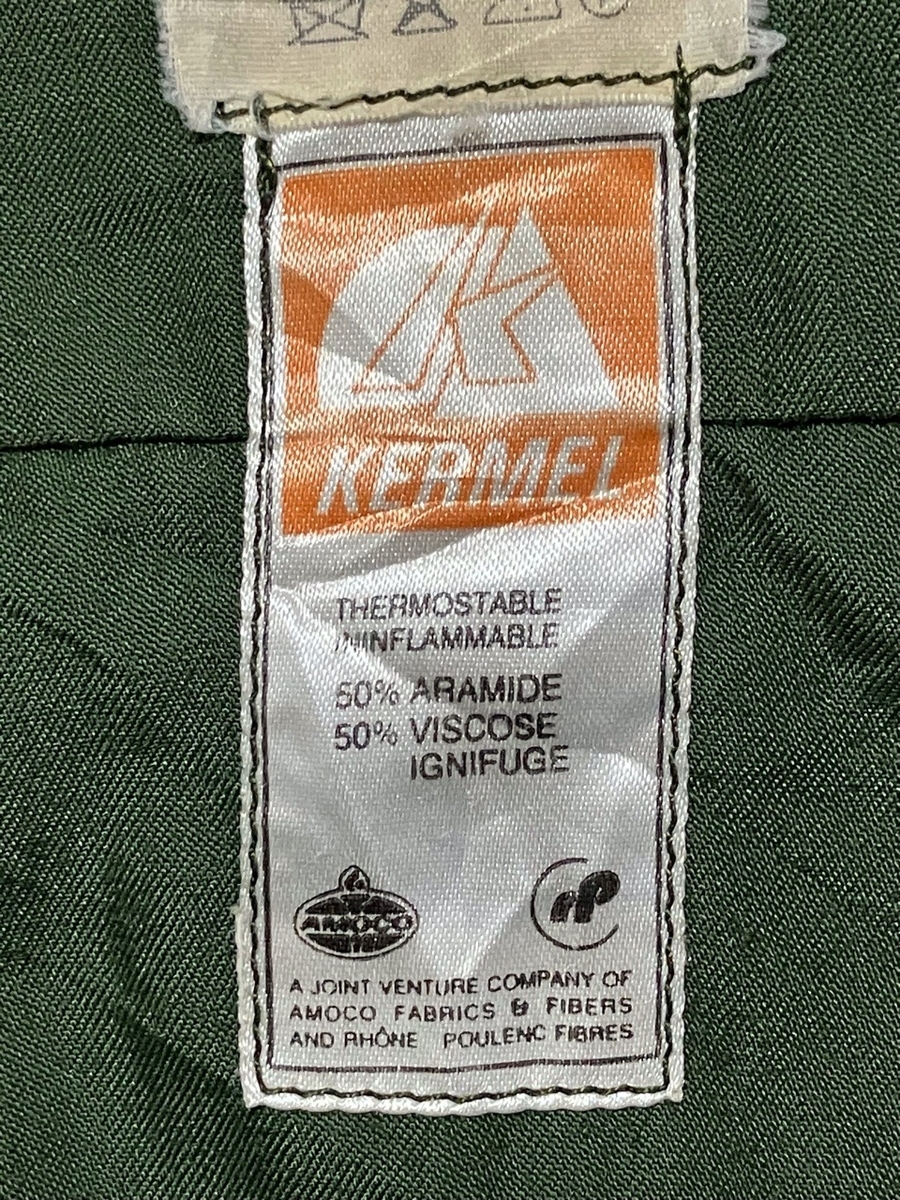 KERMEL
THERMOSTABLE
ININFLAMMABLE
50% ARAMIDE
50% VISCOSE
IGNIFUGE
AMOCO
rp
A JOINT VENTURE COMPANY OF
AMOCO FABRICS & FIBERS
AND RHÔNE POULENC FIBRES